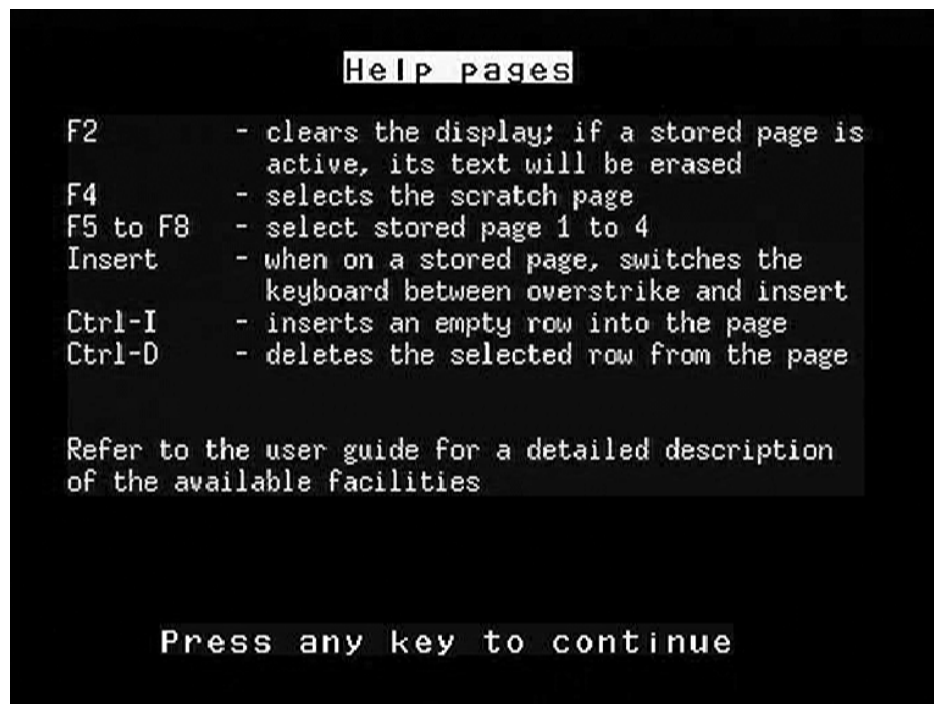 Help pages
F2 - clears the display; if a stored page is
active, its text will be erased
F4 - selects the scratch page
F5 to F8 - select stored page 1 to 4
Insert - when on a stored page, switches the
keyboard between overstrike and insert
Ctrl-I - inserts an empty row into the page
Ctrl-D - deletes the selected row from the page
Refer to the user guide for a detailed description
of the available facilities
Press any key to continue